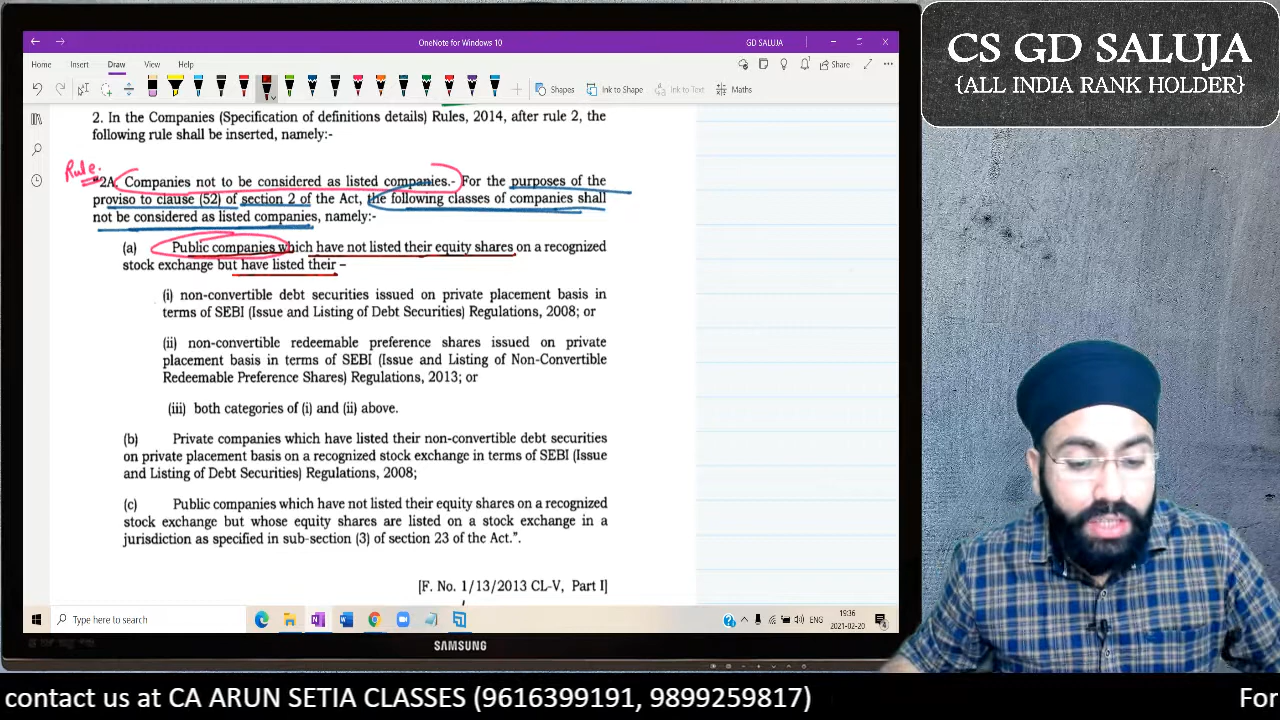 OneNote for Windows 10
GD SALUJA
Home Insert Draw View Help
Share
Shapes
Ink to Shape
Maths
2. In the Companies (Specification of definitions details) Rules, 2014, after rule 2, the
following rule shall be inserted, namely:-
Rule.
"2A Companies not to be considered as listed companies.- For the purposes of the
proviso to clause (52) of section 2 of the Act, the following classes of companies shall
not be considered as listed companies, namely:-
(a) Public companies which have not listed their equity shares on a recognized
stock exchange but have listed their –
(i) non-convertible debt securities issued on private placement basis in
terms of SEBI (Issue and Listing of Debt Securities) Regulations, 2008; or
(ii) non-convertible redeemable preference shares issued on private
placement basis in terms of SEBI (Issue and Listing of Non-Convertible
Redeemable Preference Shares) Regulations, 2013; or
(iii) both categories of (i) and (ii) above.
(b) Private companies which have listed their non-convertible debt securities
on private placement basis on a recognized stock exchange in terms of SEBI (Issue
and Listing of Debt Securities) Regulations, 2008;
(c) Public companies which have not listed their equity shares on a recognized
stock exchange but whose equity shares are listed on a stock exchange in a
jurisdiction as specified in sub-section (3) of section 23 of the Act.".
[F. No. 1/13/2013 CL-V, Part I]
Type here to search
ENG
19:36
2021-02-20
SAMSUNG
CS GD SALUJA
{ALL INDIA RANK HOLDER}
contact us at CA ARUN SETIA CLASSES (9616399191, 9899259817)
For